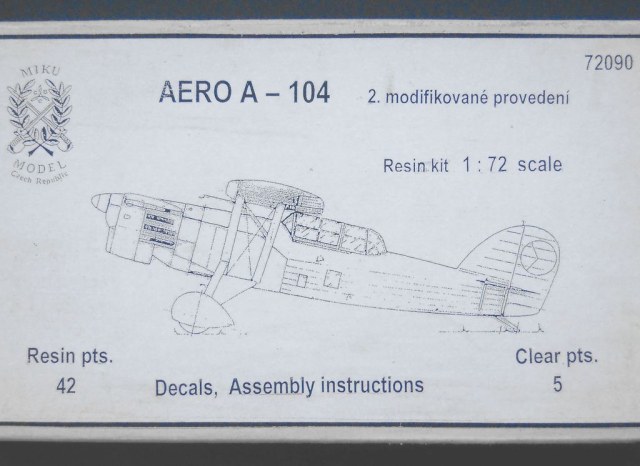 72090
MIKU
MODEL
Czech Republic
AERO A – 104
2. modifikované provedení
Resin kit 1 : 72 scale
Resin pts.
42
Decals, Assembly instructions
Clear pts.
5